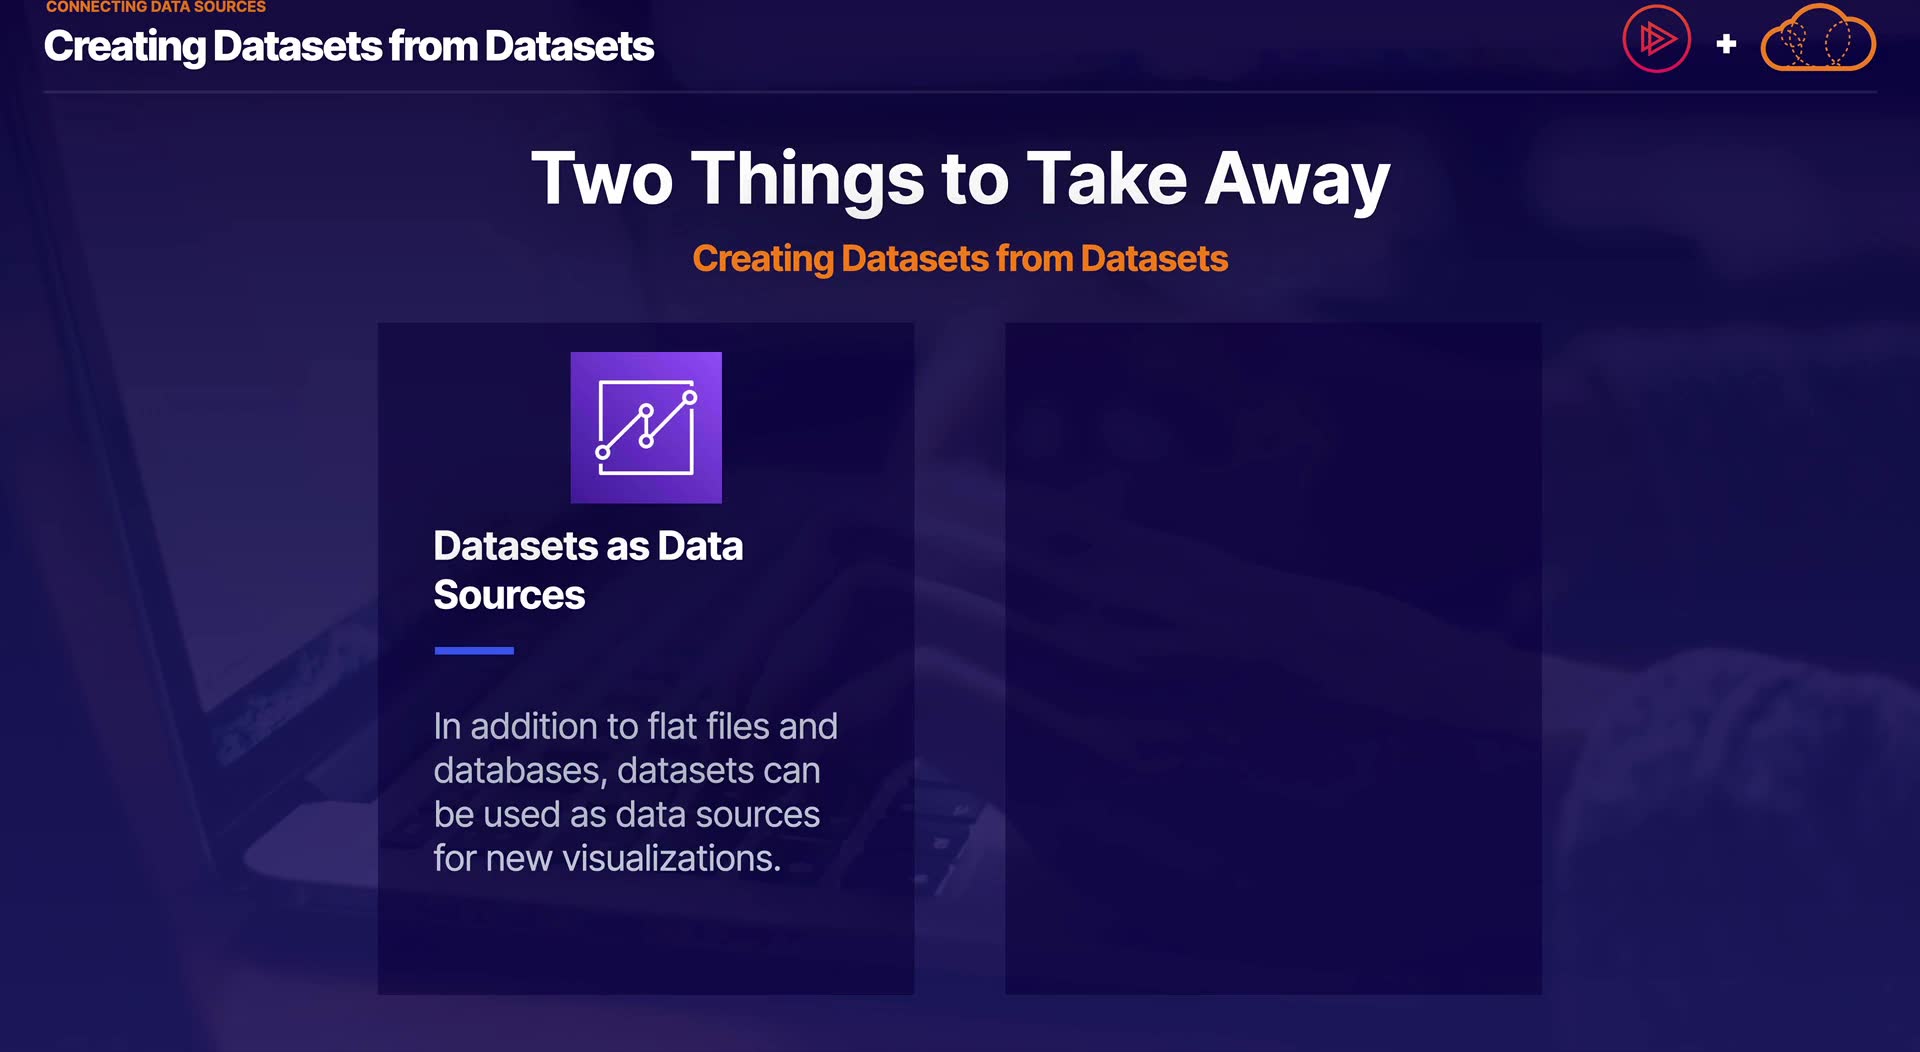 CONNECTING DATA SOURCES
Creating Datasets from Datasets
Two Things to Take Away
Creating Datasets from Datasets
Datasets as Data
Sources
In addition to flat files and
databases, datasets can
be used as data sources
for new visualizations.